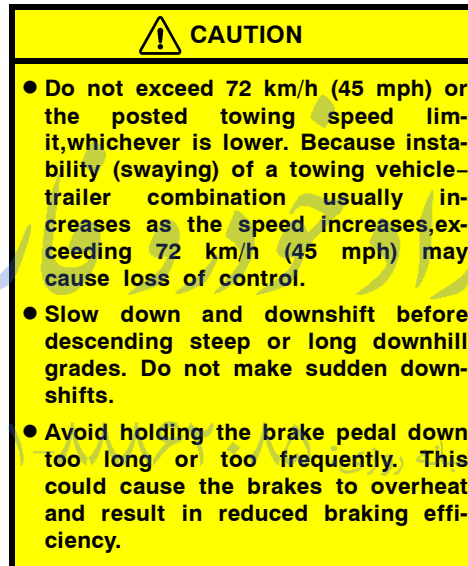 CAUTION
● Do not exceed 72 km/h (45 mph) or
the posted towing speed lim-
it,whichever is lower. Because insta-
bility (swaying) of a towing vehicle–
trailer combination usually in-
creases as the speed increases,ex-
ceeding 72 km/h (45 mph) may
cause loss of control.
● Slow down and downshift before
descending steep or long downhill
grades. Do not make sudden down-
shifts.
● Avoid holding the brake pedal down
too long or too frequently. This
could cause the brakes to overheat
and result in reduced braking effi-
ciency.